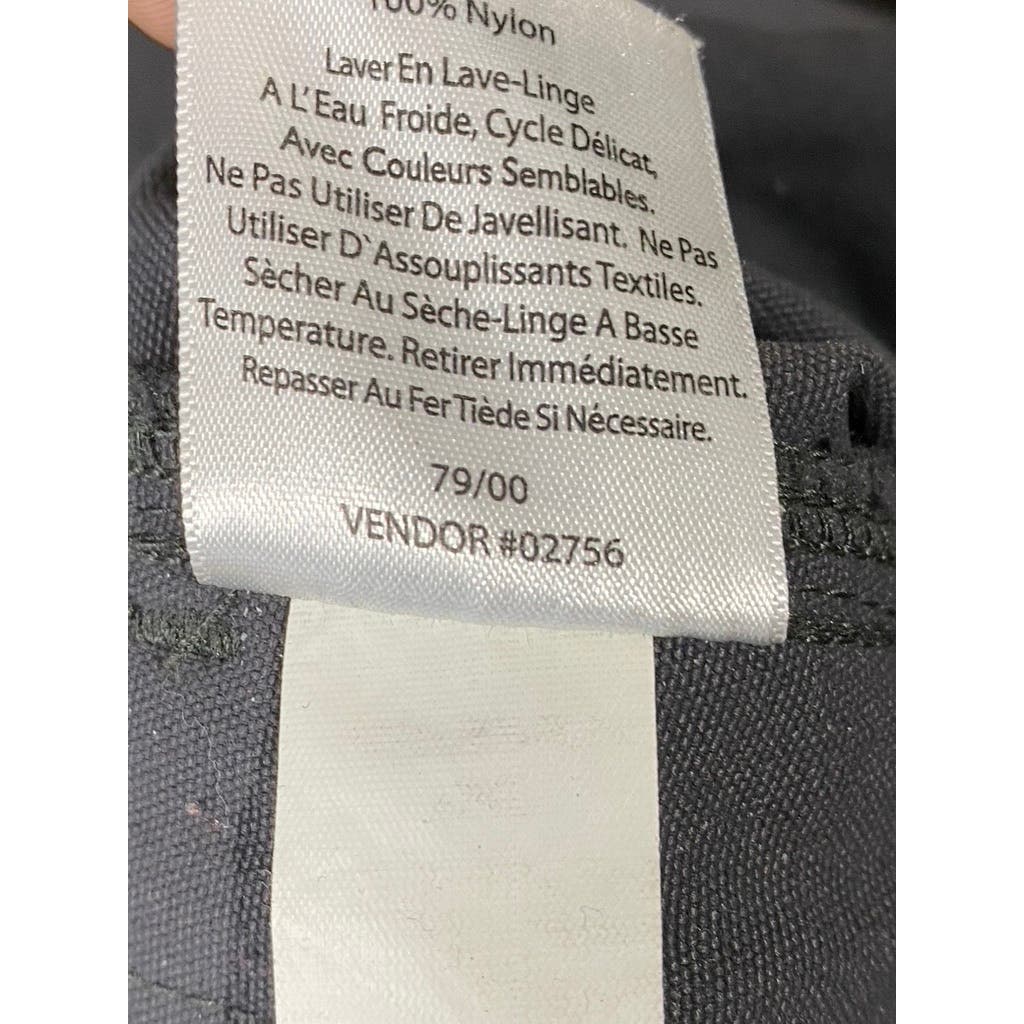 100% Nylon
Laver En Lave-Linge
A L'Eau Froide, Cycle Délicat,
Avec Couleurs Semblables.
Ne Pas Utiliser De Javellisant. Ne Pas
Utiliser D`Assouplissants Textiles.
Sècher Au Sèche-Linge A Basse
Temperature. Retirer Immédiatement.
Repasser Au Fer Tiède Si Nécessaire.
79/00
VENDOR #02756